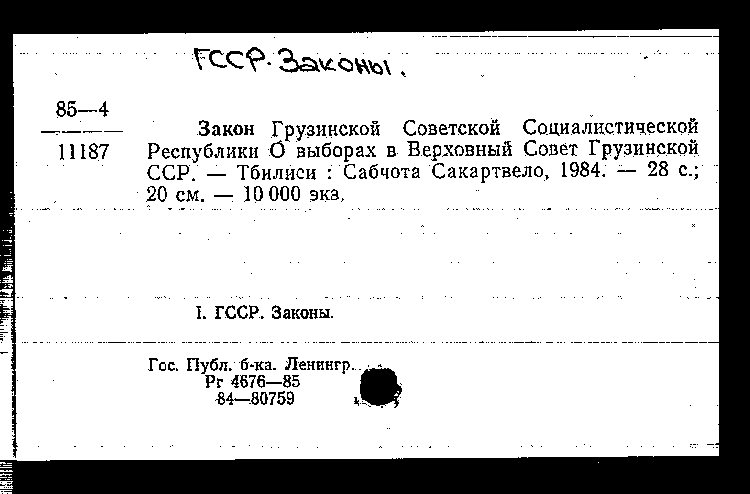 ГССР. Законы.
85—4
11187
Закон Грузинской Советской Социалистической
Республики О выборах в Верховный Совет Грузинской
ССР. — Тбилиси : Сабчота Сакартвело, 1984. — 28 с.;
20 см. — 10 000 экз.
I. ГССР. Законы.
Гос. Публ. б-ка. Ленингр.
Рг 4676—85
84—80759